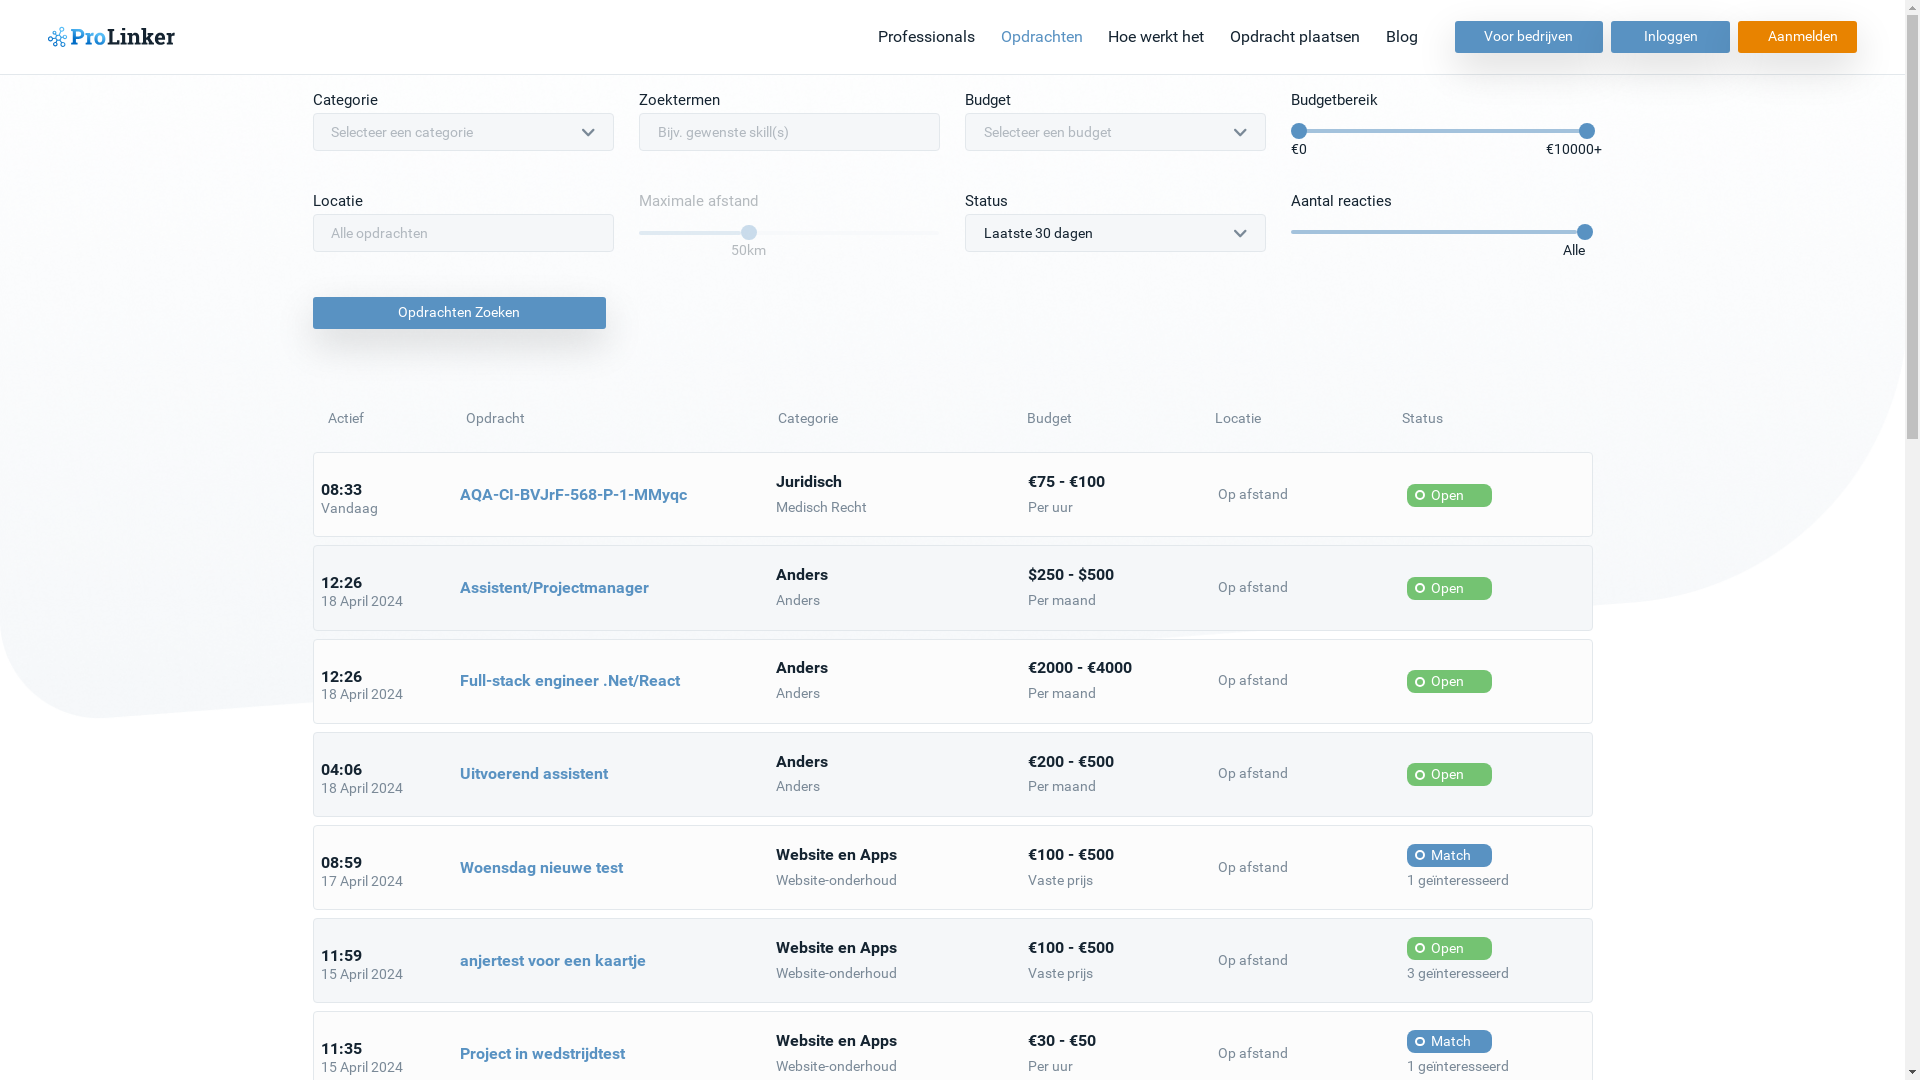 ProLinker Professionals Opdrachten Hoe werkt het Opdracht plaatsen Blog Voor bedrijven Inloggen Aanmelden
Categorie Zoektermen Budget Budgetbereik
Selecteer een categorie Bijv. gewenste skill(s) Selecteer een budget
€0 €10000+
Locatie Maximale afstand Status Aantal reacties
Alle opdrachten Laatste 30 dagen
50km Alle
Opdrachten Zoeken
Actief Opdracht Categorie Budget Locatie Status
08:33 AQA-CI-BVJrF-568-P-1-MMyqc Juridisch €75 - €100 Op afstand Open
Vandaag Medisch Recht Per uur
12:26 Assistent/Projectmanager Anders $250 - $500 Op afstand Open
18 April 2024 Anders Per maand
12:26 Full-stack engineer .Net/React Anders €2000 - €4000 Op afstand Open
18 April 2024 Anders Per maand
04:06 Uitvoerend assistent Anders €200 - €500 Op afstand Open
18 April 2024 Anders Per maand
08:59 Woensdag nieuwe test Website en Apps €100 - €500 Op afstand Match
17 April 2024 Website-onderhoud Vaste prijs 1 geïnteresseerd
11:59 anjertest voor een kaartje Website en Apps €100 - €500 Op afstand Open
15 April 2024 Website-onderhoud Vaste prijs 3 geïnteresseerd
11:35 Project in wedstrijdtest Website en Apps €30 - €50 Op afstand Match
15 April 2024 Website-onderhoud Per uur 1 geïnteresseerd